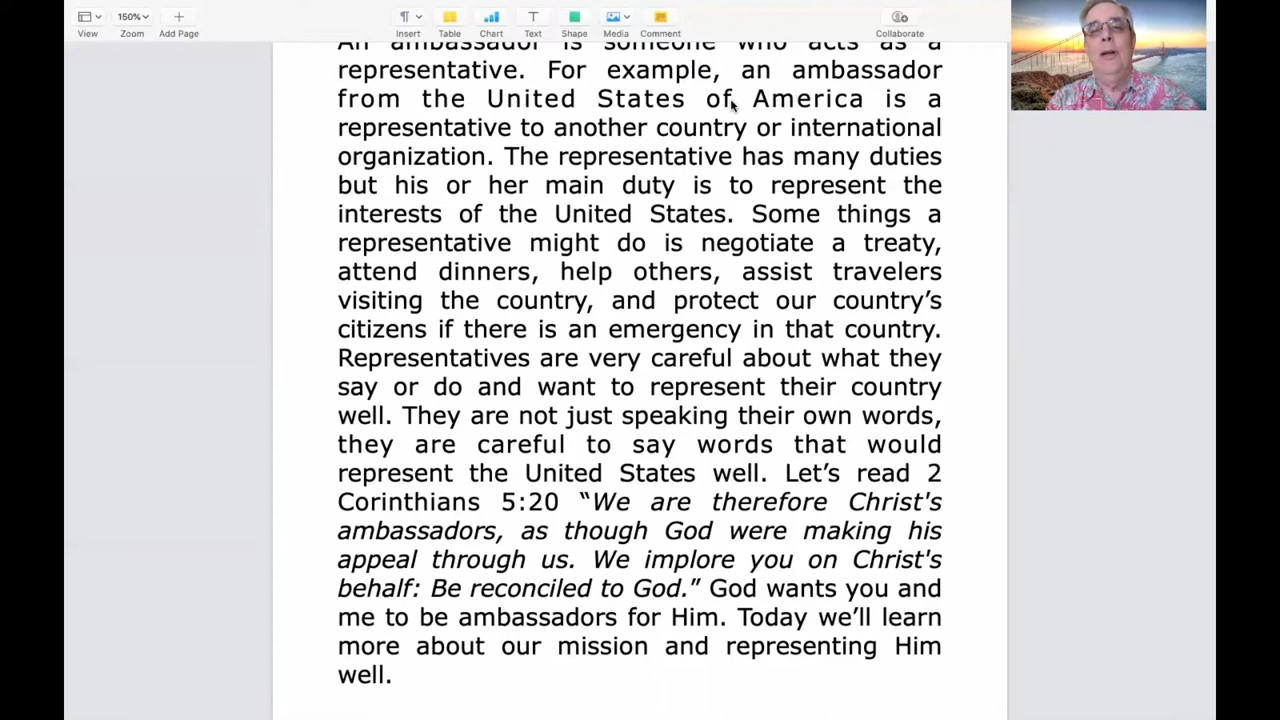 150%
View
Zoom
Add Page
Insert
Table
Chart
Text
Shape
Media
Comment
Collaborate
An ambassador is someone who acts as a
representative. For example, an ambassador
from the United States of America is a
representative to another country or international
organization. The representative has many duties
but his or her main duty is to represent the
interests of the United States. Some things a
representative might do is negotiate a treaty,
attend dinners, help others, assist travelers
visiting the country, and protect our country’s
citizens if there is an emergency in that country.
Representatives are very careful about what they
say or do and want to represent their country
well. They are not just speaking their own words,
they are careful to say words that would
represent the United States well. Let’s read 2
Corinthians 5:20 “We are therefore Christ's
ambassadors, as though God were making his
appeal through us. We implore you on Christ's
behalf: Be reconciled to God.” God wants you and
me to be ambassadors for Him. Today we’ll learn
more about our mission and representing Him
well.